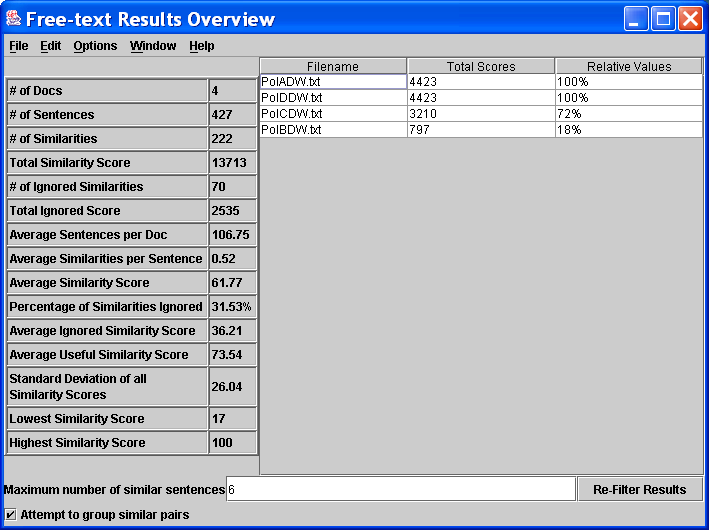 Free-text Results Overview
File Edit Options Window Help
Filename Total Scores Relative Values
PolADW.txt 4423 100%
PolDDW.txt 4423 100%
PolCDW.txt 3210 72%
PolBDW.txt 797 18%
# of Docs 4
# of Sentences 427
# of Similarities 222
Total Similarity Score 13713
# of Ignored Similarities 70
Total Ignored Score 2535
Average Sentences per Doc 106.75
Average Similarities per Sentence 0.52
Average Similarity Score 61.77
Percentage of Similarities Ignored 31.53%
Average Ignored Similarity Score 36.21
Average Useful Similarity Score 73.54
Standard Deviation of all
Similarity Scores 26.04
Lowest Similarity Score 17
Highest Similarity Score 100
Maximum number of similar sentences 6 Re-Filter Results
Attempt to group similar pairs